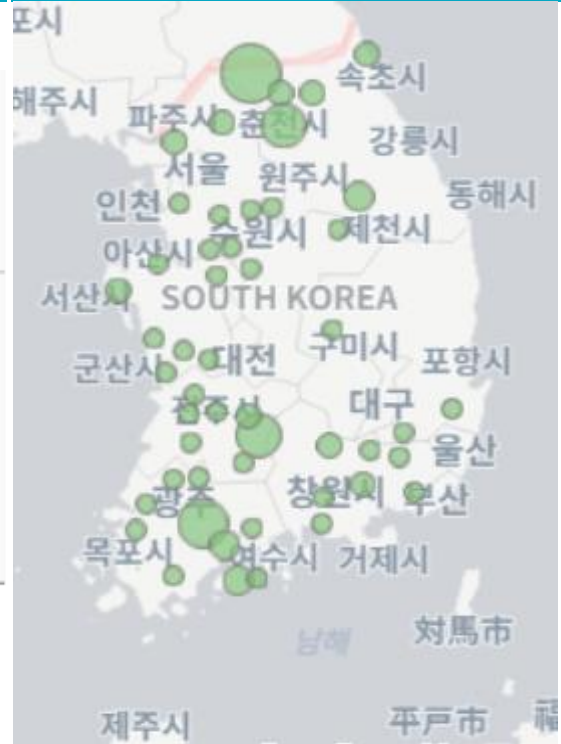 포시
속초시
해주시
파주시
춘천시
강릉시
서울
원주시
인천
동해시
수원시
제천시
아산시
서산시
SOUTH KOREA
군산시
대전
구미시
포항시
전주시
대구
울산
광주
창원시
부산
목포시
여수시
거제시
남해
対馬市
제주시
平戸市
福